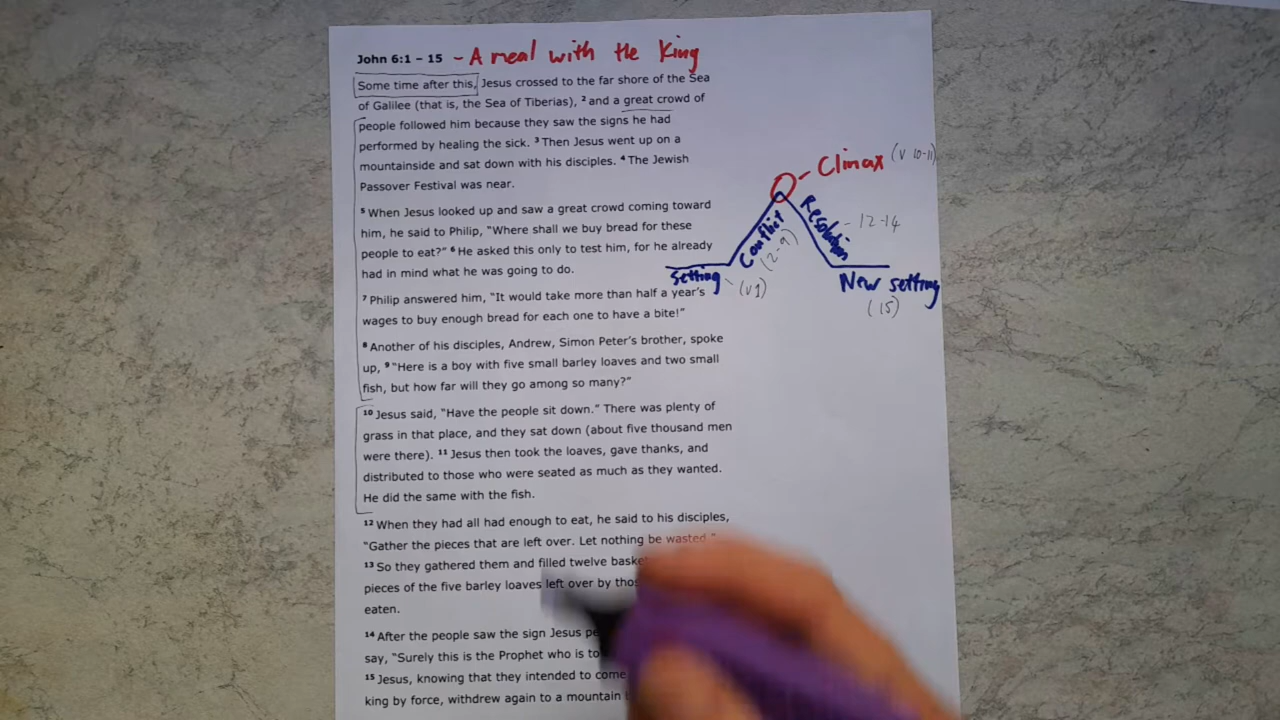 John 6:1 – 15 - A meal with the King
Some time after this, Jesus crossed to the far shore of the Sea
of Galilee (that is, the Sea of Tiberias), 2 and a great crowd of
people followed him because they saw the signs he had
performed by healing the sick. 3 Then Jesus went up on a
mountainside and sat down with his disciples. 4 The Jewish
Passover Festival was near.
5 When Jesus looked up and saw a great crowd coming toward
him, he said to Philip, “Where shall we buy bread for these
people to eat?” 6 He asked this only to test him, for he already
had in mind what he was going to do.
7 Philip answered him, “It would take more than half a year’s
wages to buy enough bread for each one to have a bite!”
8 Another of his disciples, Andrew, Simon Peter’s brother, spoke
up, 9 “Here is a boy with five small barley loaves and two small
fish, but how far will they go among so many?”
10 Jesus said, “Have the people sit down.” There was plenty of
grass in that place, and they sat down (about five thousand men
were there). 11 Jesus then took the loaves, gave thanks, and
distributed to those who were seated as much as they wanted.
He did the same with the fish.
12 When they had all had enough to eat, he said to his disciples,
“Gather the pieces that are left over. Let nothing be wasted.”
13 So they gathered them and filled twelve
pieces of the five barley loaves left over by
eaten.
14 After the people saw the sign Jesus
say, “Surely this is the Prophet who is to
15 Jesus, knowing that they intended to come
king by force, withdrew again to a mountain
Climax (v 10-11)
Resolution - 12-14
Conflict
(2-9)
Setting - (v1)
New setting
(15)